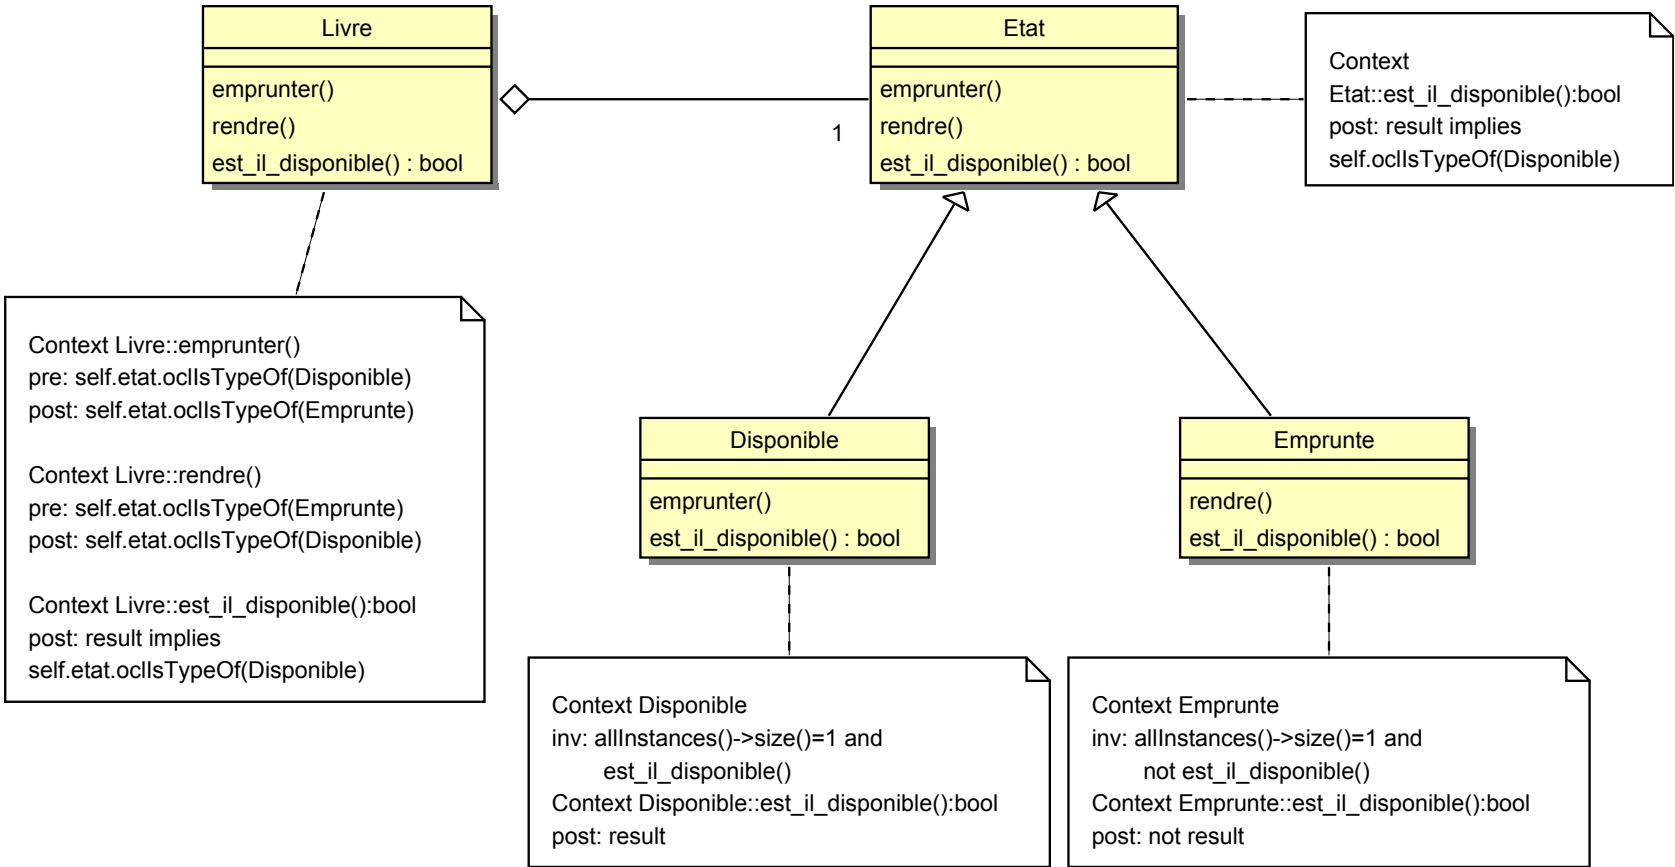 Livre
emprunter()
rendre()
est_il_disponible() : bool
1
Etat
emprunter()
rendre()
est_il_disponible() : bool
Context
Etat::est_il_disponible():bool
post: result implies
self.oclIsTypeOf(Disponible)
Context Livre::emprunter()
pre: self.etat.oclIsTypeOf(Disponible)
post: self.etat.oclIsTypeOf(Emprunte)
Context Livre::rendre()
pre: self.etat.oclIsTypeOf(Emprunte)
post: self.etat.oclIsTypeOf(Disponible)
Context Livre::est_il_disponible():bool
post: result implies
self.etat.oclIsTypeOf(Disponible)
Disponible
emprunter()
est_il_disponible() : bool
Emprunte
rendre()
est_il_disponible() : bool
Context Disponible
inv: allInstances()->size()=1 and
est_il_disponible()
Context Disponible::est_il_disponible():bool
post: result
Context Emprunte
inv: allInstances()->size()=1 and
not est_il_disponible()
Context Emprunte::est_il_disponible():bool
post: not result